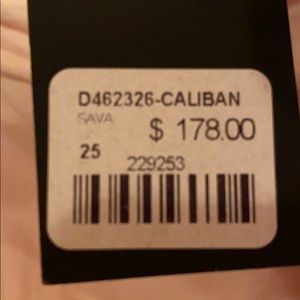 D462326-CALIBAN
SAVA
$ 178.00
25
229253